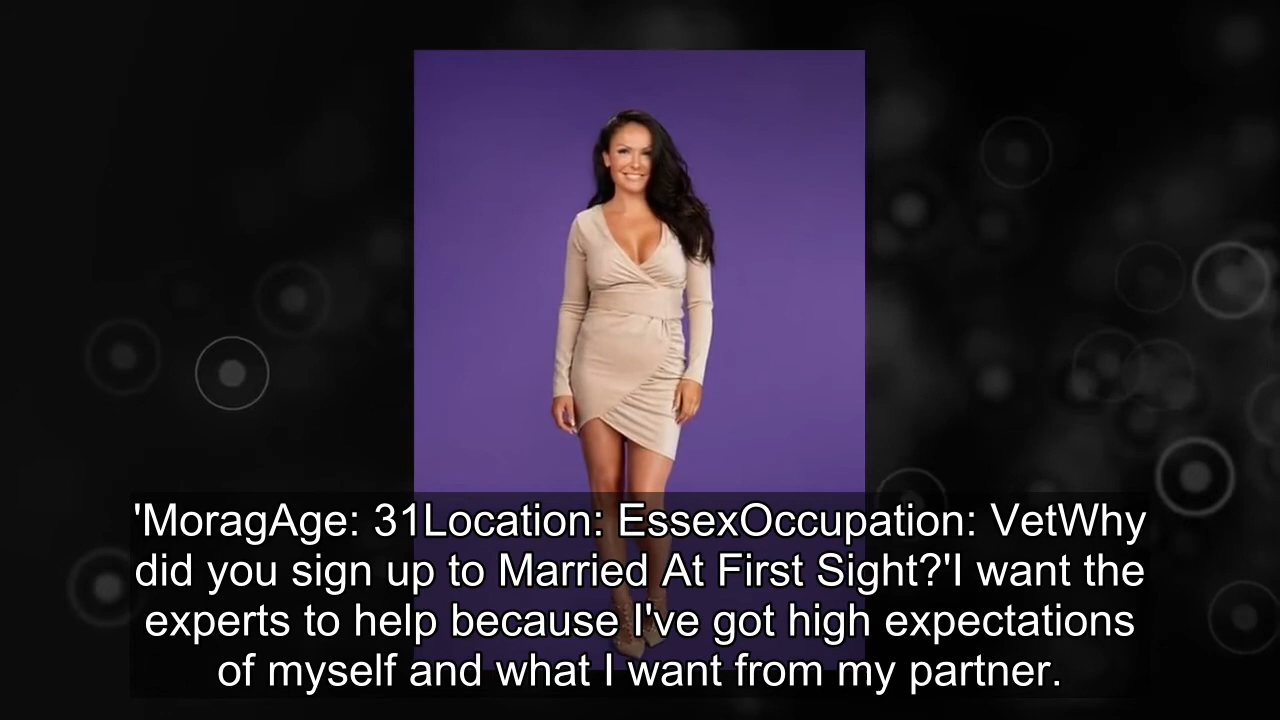 'MoragAge: 31Location: EssexOccupation: VetWhy
did you sign up to Married At First Sight?'I want the
experts to help because I've got high expectations
of myself and what I want from my partner.